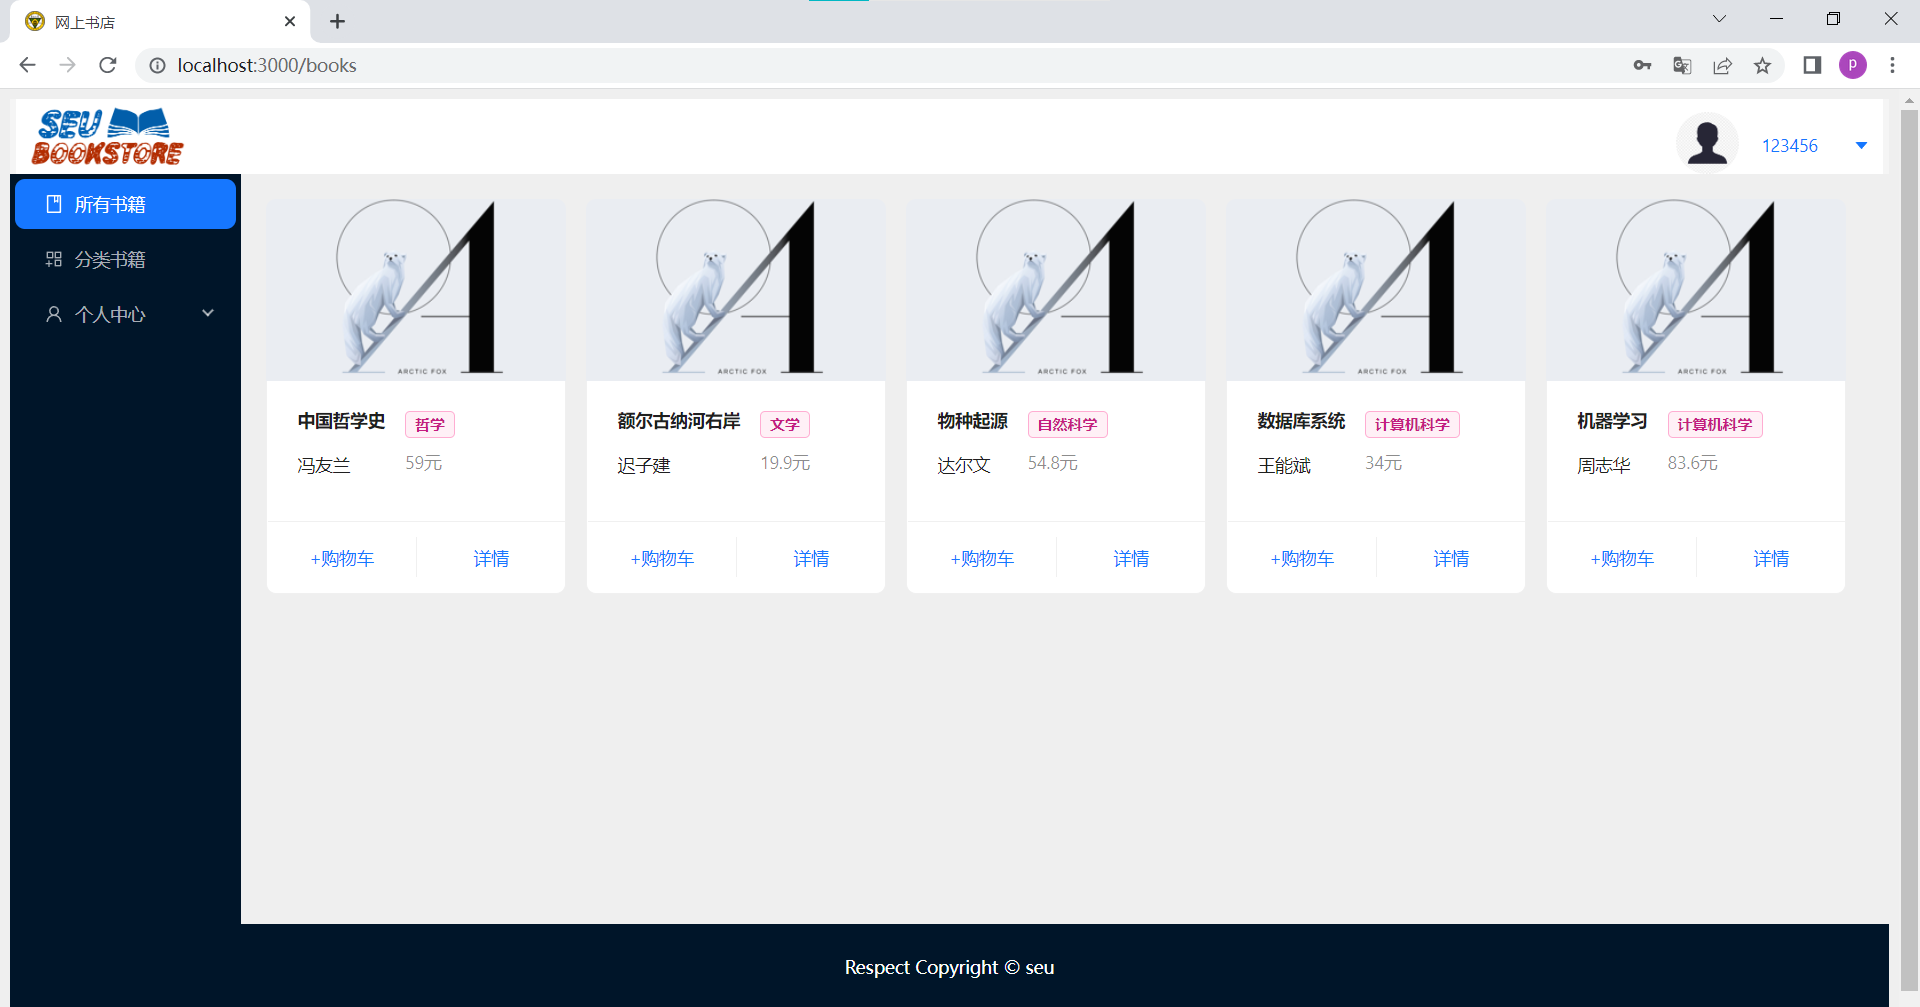 网上书店
localhost:3000/books
P
SEU
BOOKSTORE
123456
所有书籍
分类书籍
个人中心
A
ARCTIC FOX
中国哲学史 哲学
冯友兰 59元
+购物车 详情
A
ARCTIC FOX
额尔古纳河右岸 文学
迟子建 19.9元
+购物车 详情
A
ARCTIC FOX
物种起源 自然科学
达尔文 54.8元
+购物车 详情
A
ARCTIC FOX
数据库系统 计算机科学
王能斌 34元
+购物车 详情
A
ARCTIC FOX
机器学习 计算机科学
周志华 83.6元
+购物车 详情
Respect Copyright © seu